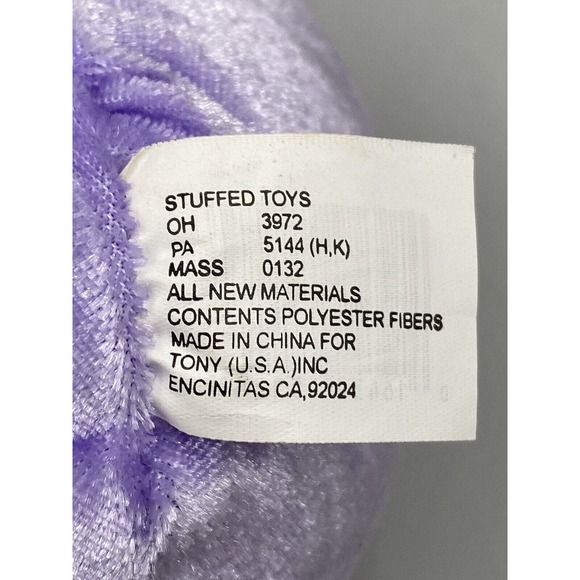 STUFFED TOYS
OH 3972
PA 5144 (H,K)
MASS 0132
ALL NEW MATERIALS
CONTENTS POLYESTER FIBERS
MADE IN CHINA FOR
TONY (U.S.A.)INC
ENCINITAS CA,92024